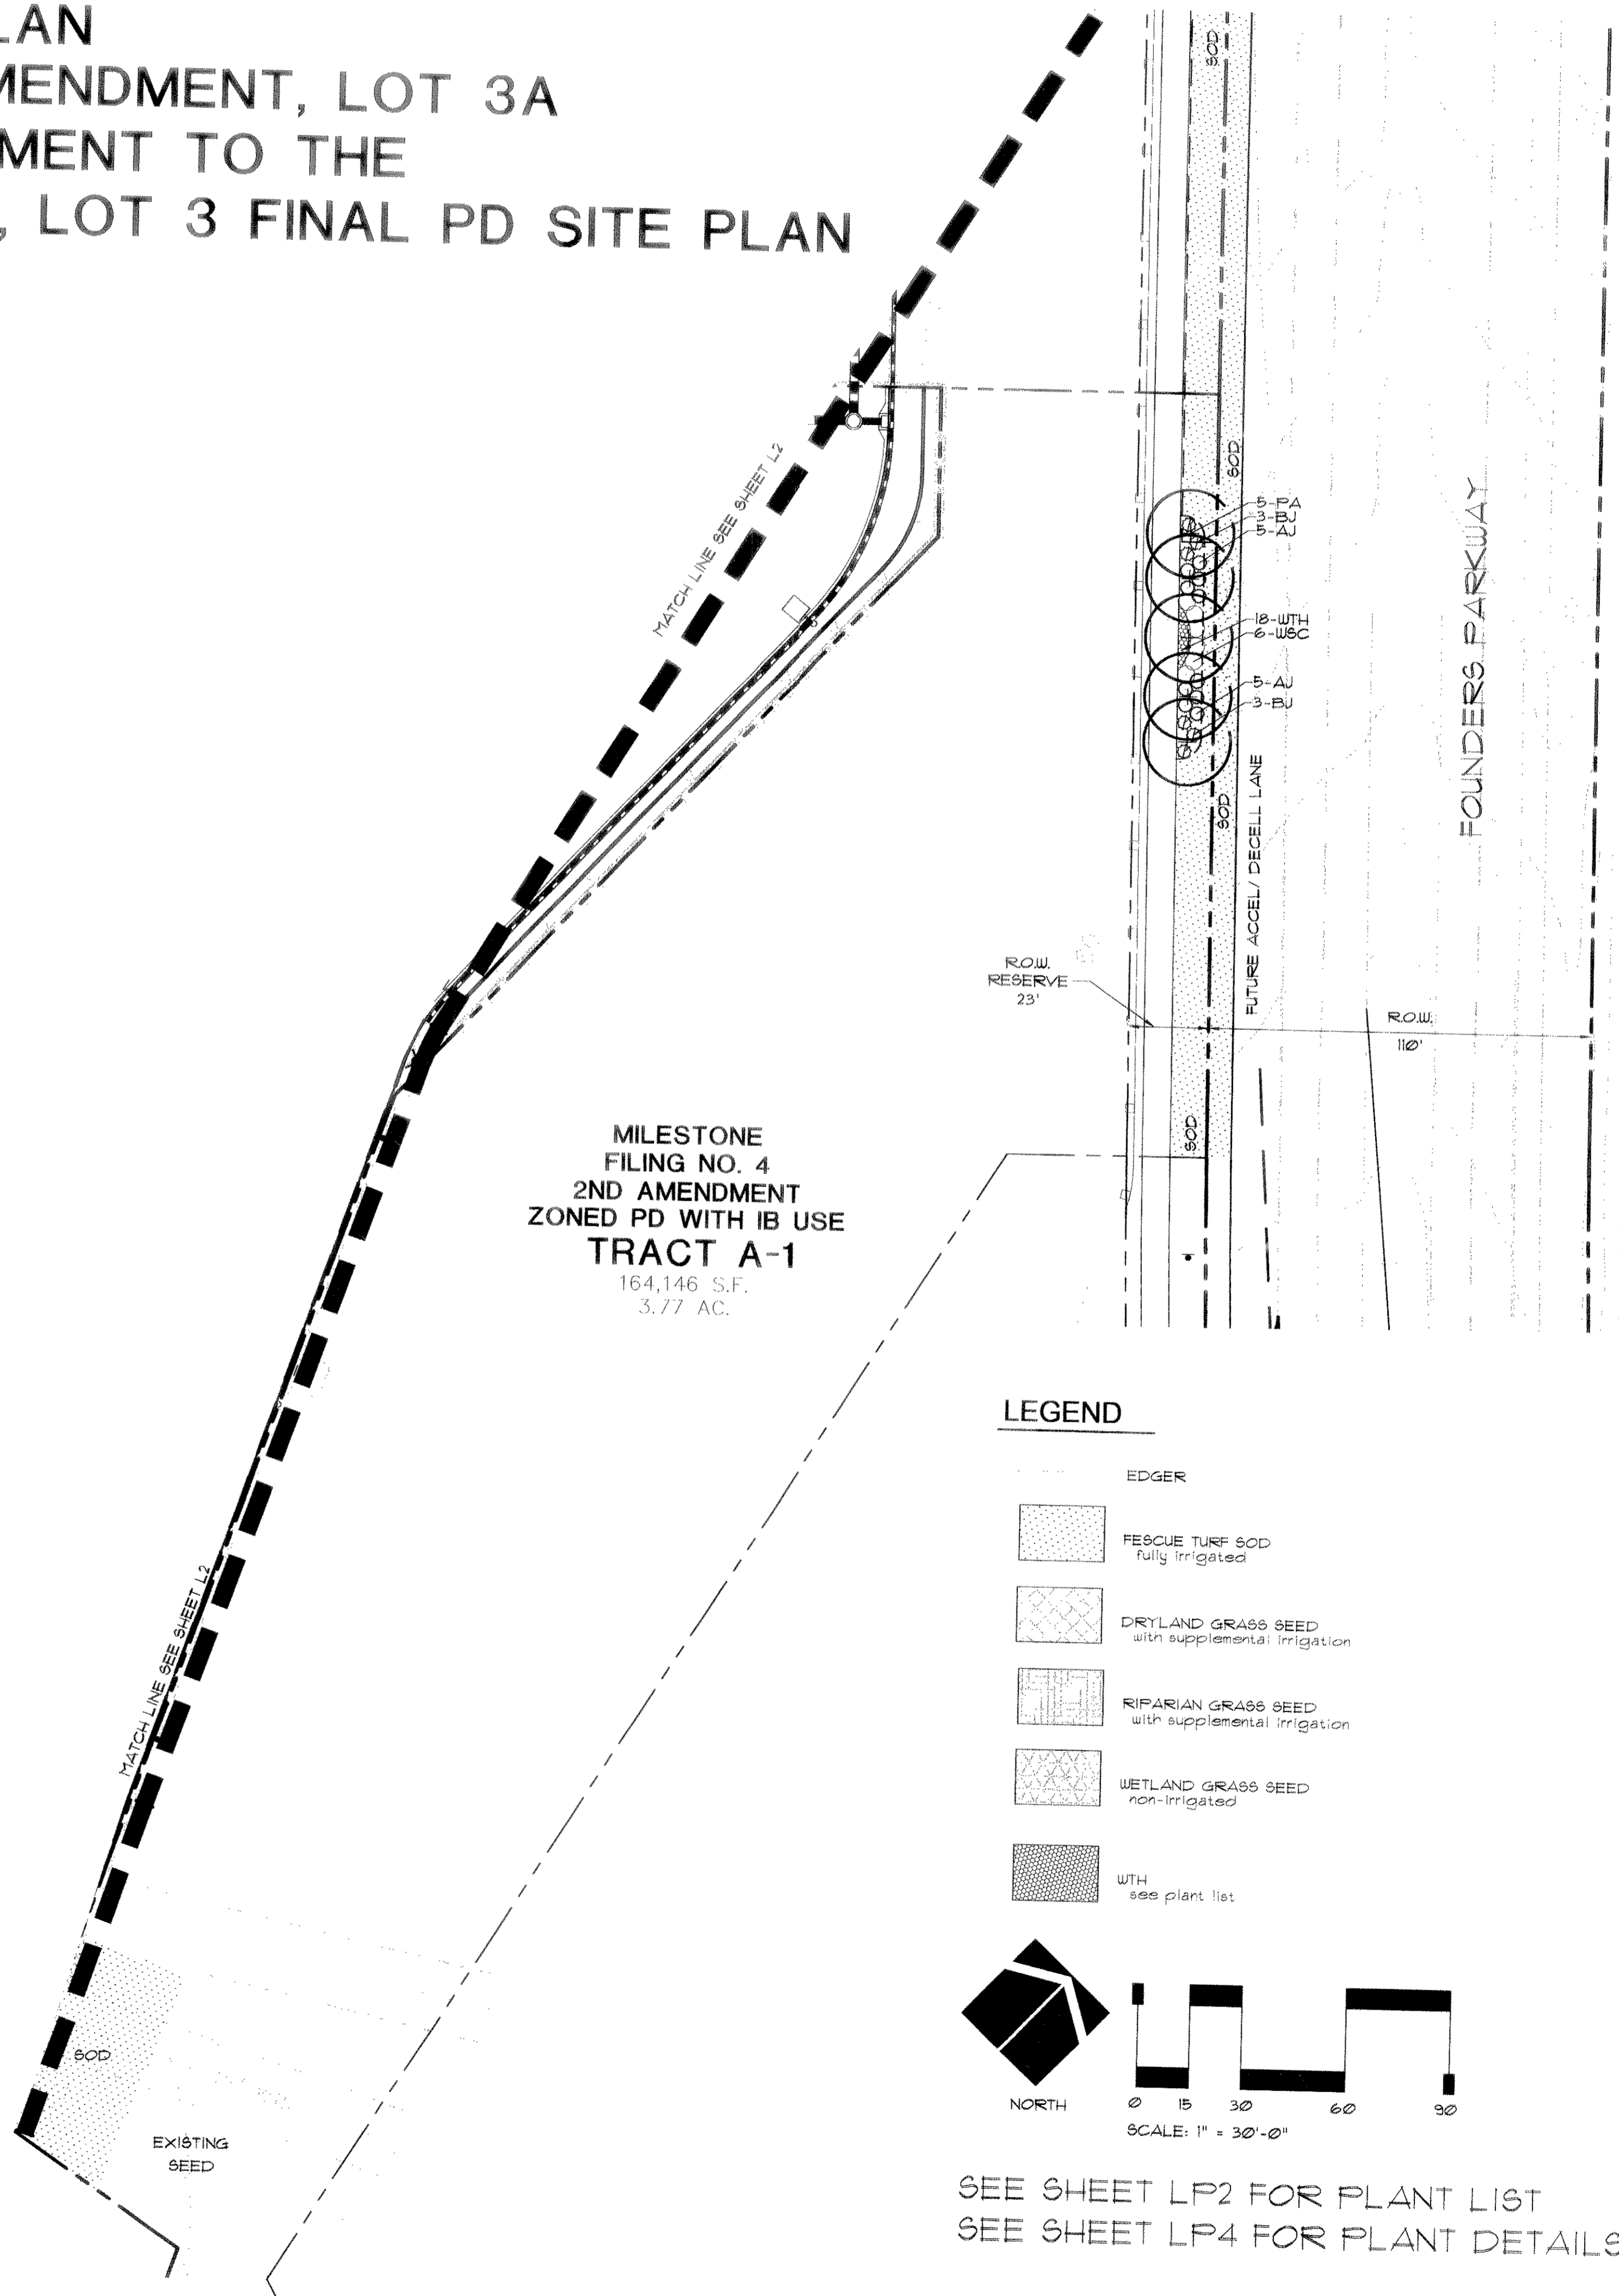 LAN
MENDMENT, LOT 3A
MENT TO THE
, LOT 3 FINAL PD SITE PLAN
SOD
MATCH LINE SEE SHEET L2
SOD
5-PA
3-BJ
5-AJ
18-WTH
6-WSC
5-AJ
3-BJ
SOD
FUTURE ACCEL/ DECELL LANE
FOUNDERS PARKWAY
R.O.W.
RESERVE
23'
R.O.W.
110'
SOD
MILESTONE
FILING NO. 4
2ND AMENDMENT
ZONED PD WITH IB USE
TRACT A-1
164,146 S.F.
3.77 AC.
LEGEND
EDGER
FESCUE TURF SOD
fully irrigated
DRYLAND GRASS SEED
with supplemental irrigation
RIPARIAN GRASS SEED
with supplemental irrigation
WETLAND GRASS SEED
non-irrigated
WTH
see plant list
MATCH LINE SEE SHEET L2
SOD
EXISTING
SEED
NORTH
0 15 30 60 90
SCALE: 1" = 30'-0"
SEE SHEET LP2 FOR PLANT LIST
SEE SHEET LP4 FOR PLANT DETAILS